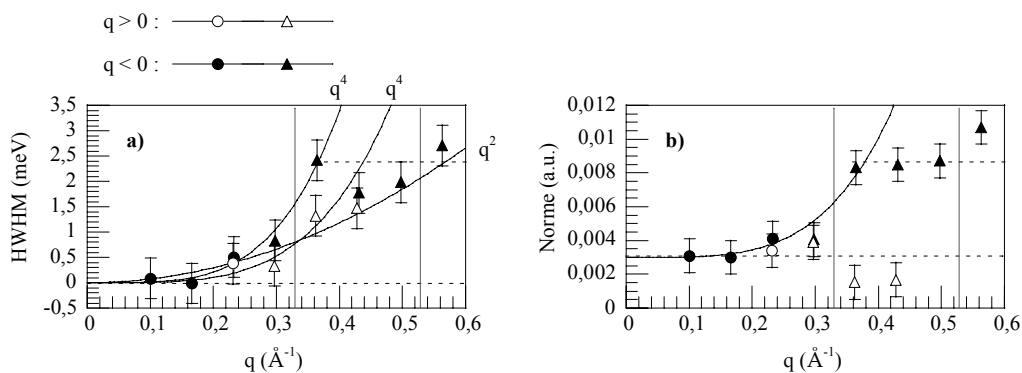 q > 0 :
q < 0 :
q⁴ q⁴
a)
q²
HWHM (meV)
3,5
3
2,5
2
1,5
1
0,5
0
-0,5
0 0,1 0,2 0,3 0,4 0,5 0,6
q (Å⁻¹)
b)
Norme (a.u.)
0,012
0,01
0,008
0,006
0,004
0,002
0
0 0,1 0,2 0,3 0,4 0,5 0,6
q (Å⁻¹)